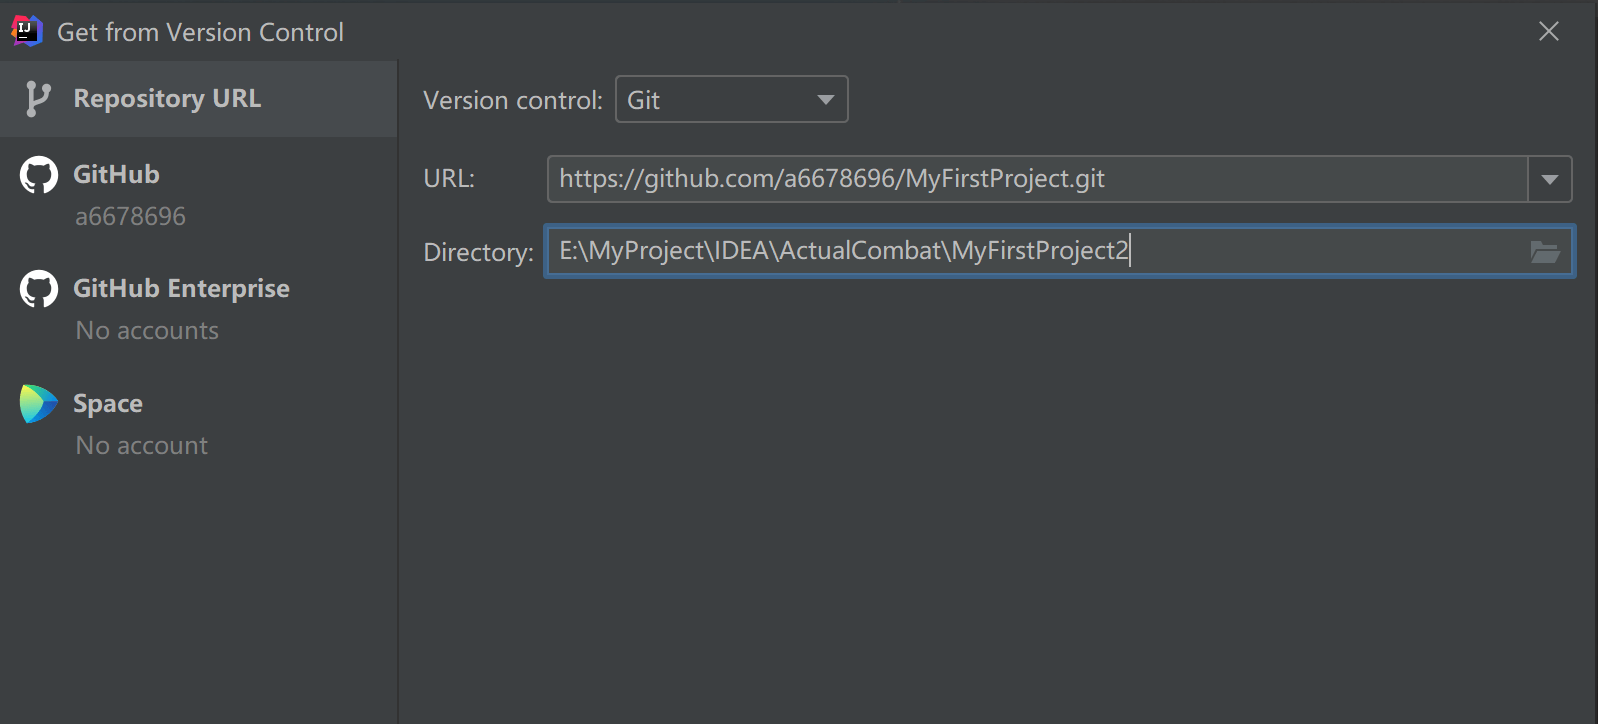 IJ
Get from Version Control
Repository URL
GitHub
a6678696
GitHub Enterprise
No accounts
Space
No account
Version control: Git
URL: https://github.com/a6678696/MyFirstProject.git
Directory: E:\MyProject\IDEA\ActualCombat\MyFirstProject2